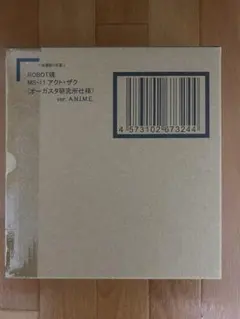 ROBOT魂
MS-11 アクト・ザク
(オーガスタ研究所仕様)
ver. A.N.I.M.E.
4 573102 673244